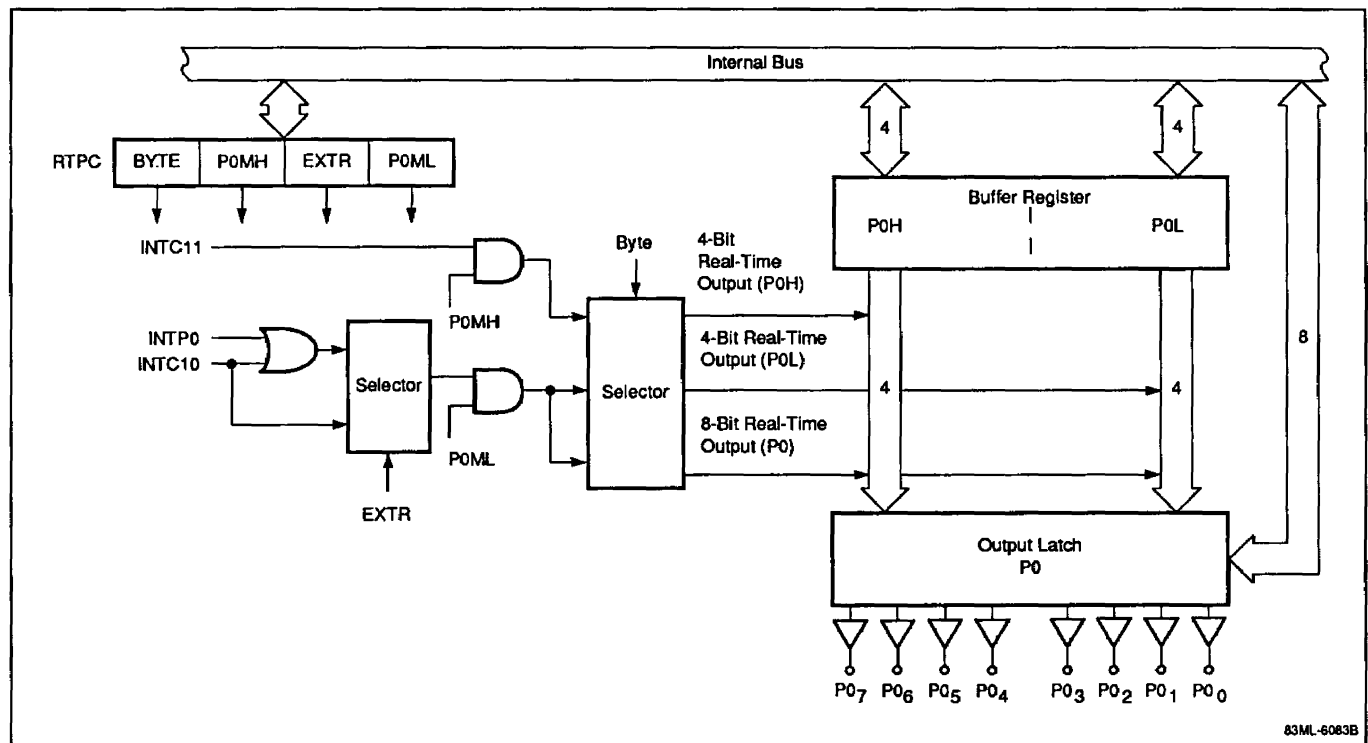 Internal Bus
RTPC
BYTE
P0MH
EXTR
P0ML
4
4
Buffer Register
P0H
P0L
INTC11
Byte
4-Bit
Real-Time
Output (P0H)
P0MH
INTP0
INTC10
Selector
Selector
4-Bit Real-Time
Output (P0L)
8
4
4
P0ML
8-Bit Real-Time
Output (P0)
EXTR
Output Latch
P0
P07 P06 P05 P04 P03 P02 P01 P00
83ML-6083B